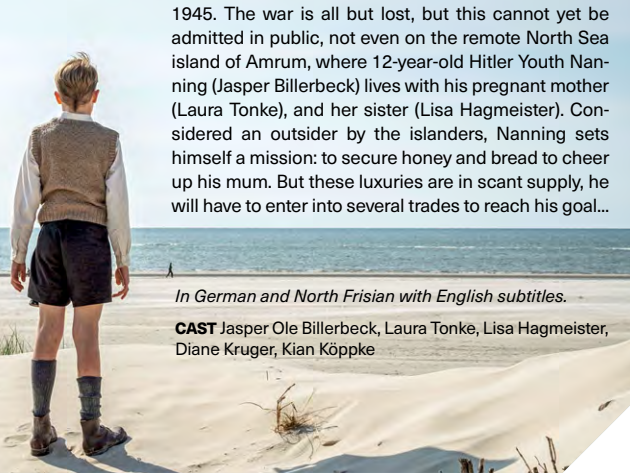 1945. The war is all but lost, but this cannot yet be
admitted in public, not even on the remote North Sea
island of Amrum, where 12-year-old Hitler Youth Nan-
ning (Jasper Billerbeck) lives with his pregnant mother
(Laura Tonke), and her sister (Lisa Hagmeister). Con-
sidered an outsider by the islanders, Nanning sets
himself a mission: to secure honey and bread to cheer
up his mum. But these luxuries are in scant supply, he
will have to enter into several trades to reach his goal...
In German and North Frisian with English subtitles.
CAST Jasper Ole Billerbeck, Laura Tonke, Lisa Hagmeister,
Diane Kruger, Kian Köppke